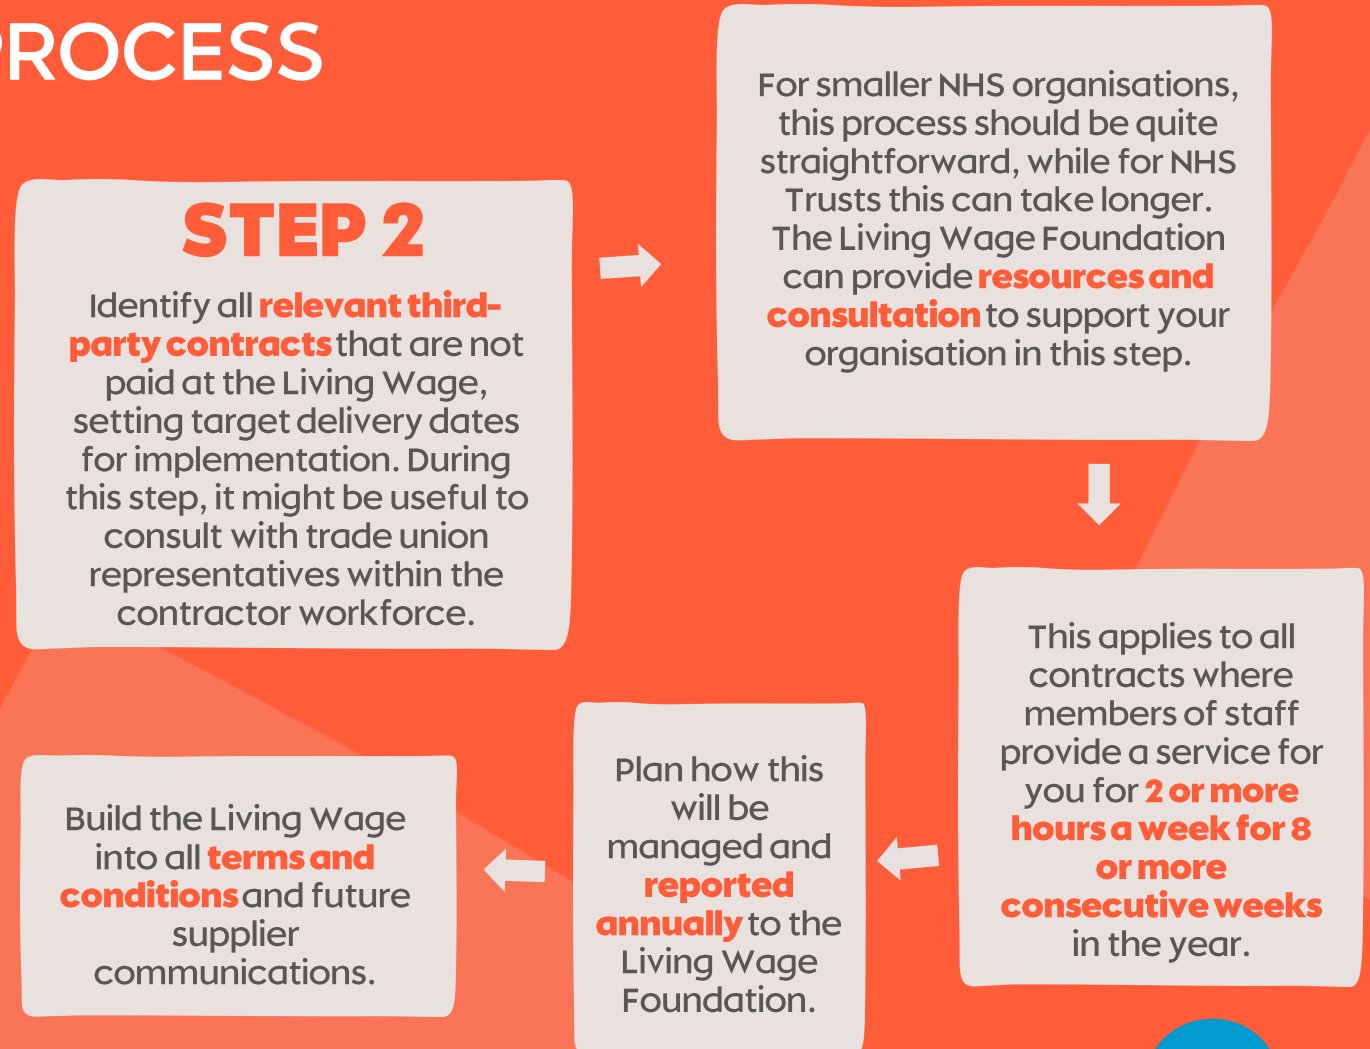 PROCESS
STEP 2
Identify all relevant third-
party contracts that are not
paid at the Living Wage,
setting target delivery dates
for implementation. During
this step, it might be useful to
consult with trade union
representatives within the
contractor workforce.
For smaller NHS organisations,
this process should be quite
straightforward, while for NHS
Trusts this can take longer.
The Living Wage Foundation
can provide resources and
consultation to support your
organisation in this step.
This applies to all
contracts where
members of staff
provide a service for
you for 2 or more
hours a week for 8
or more
consecutive weeks
in the year.
Plan how this
will be
managed and
reported
annually to the
Living Wage
Foundation.
Build the Living Wage
into all terms and
conditions and future
supplier
communications.